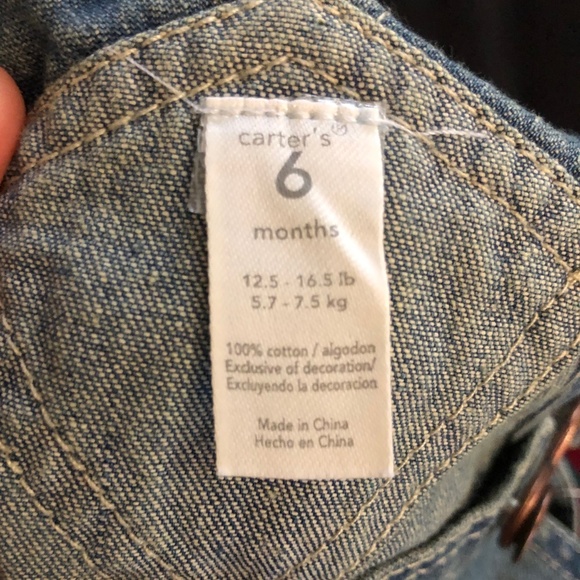 carter's®
6
months
12.5 - 16.5 lb
5.7 - 7.5 kg
100% cotton / algodon
Exclusive of decoration/
Excluyendo la decoracion
Made in China
Hecho en China